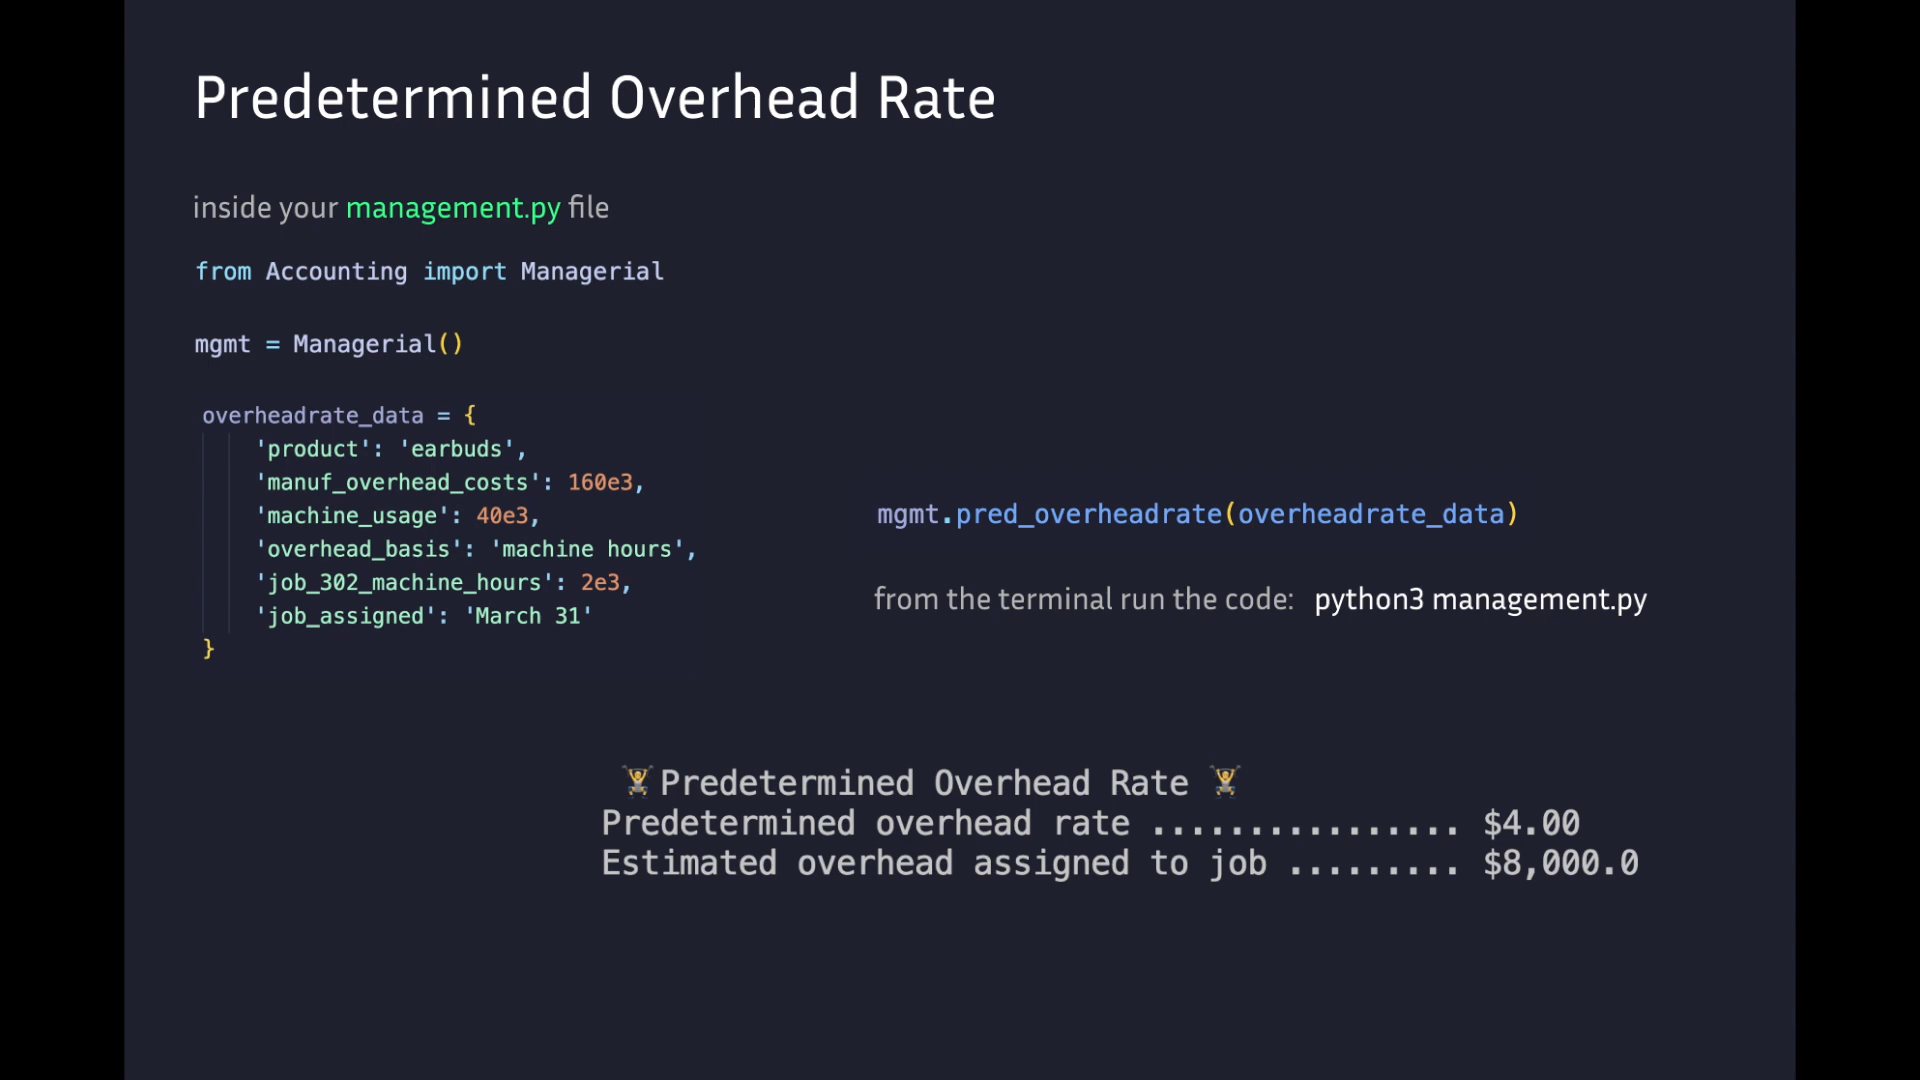 Predetermined Overhead Rate
inside your management.py file
from Accounting import Managerial
mgmt = Managerial()
overheadrate_data = {
'product': 'earbuds',
'manuf_overhead_costs': 160e3,
'machine_usage': 40e3,
'overhead_basis': 'machine hours',
'job_302_machine_hours': 2e3,
'job_assigned': 'March 31'
}
mgmt.pred_overheadrate(overheadrate_data)
from the terminal run the code: python3 management.py
Predetermined Overhead Rate
Predetermined overhead rate ................ $4.00
Estimated overhead assigned to job ......... $8,000.0